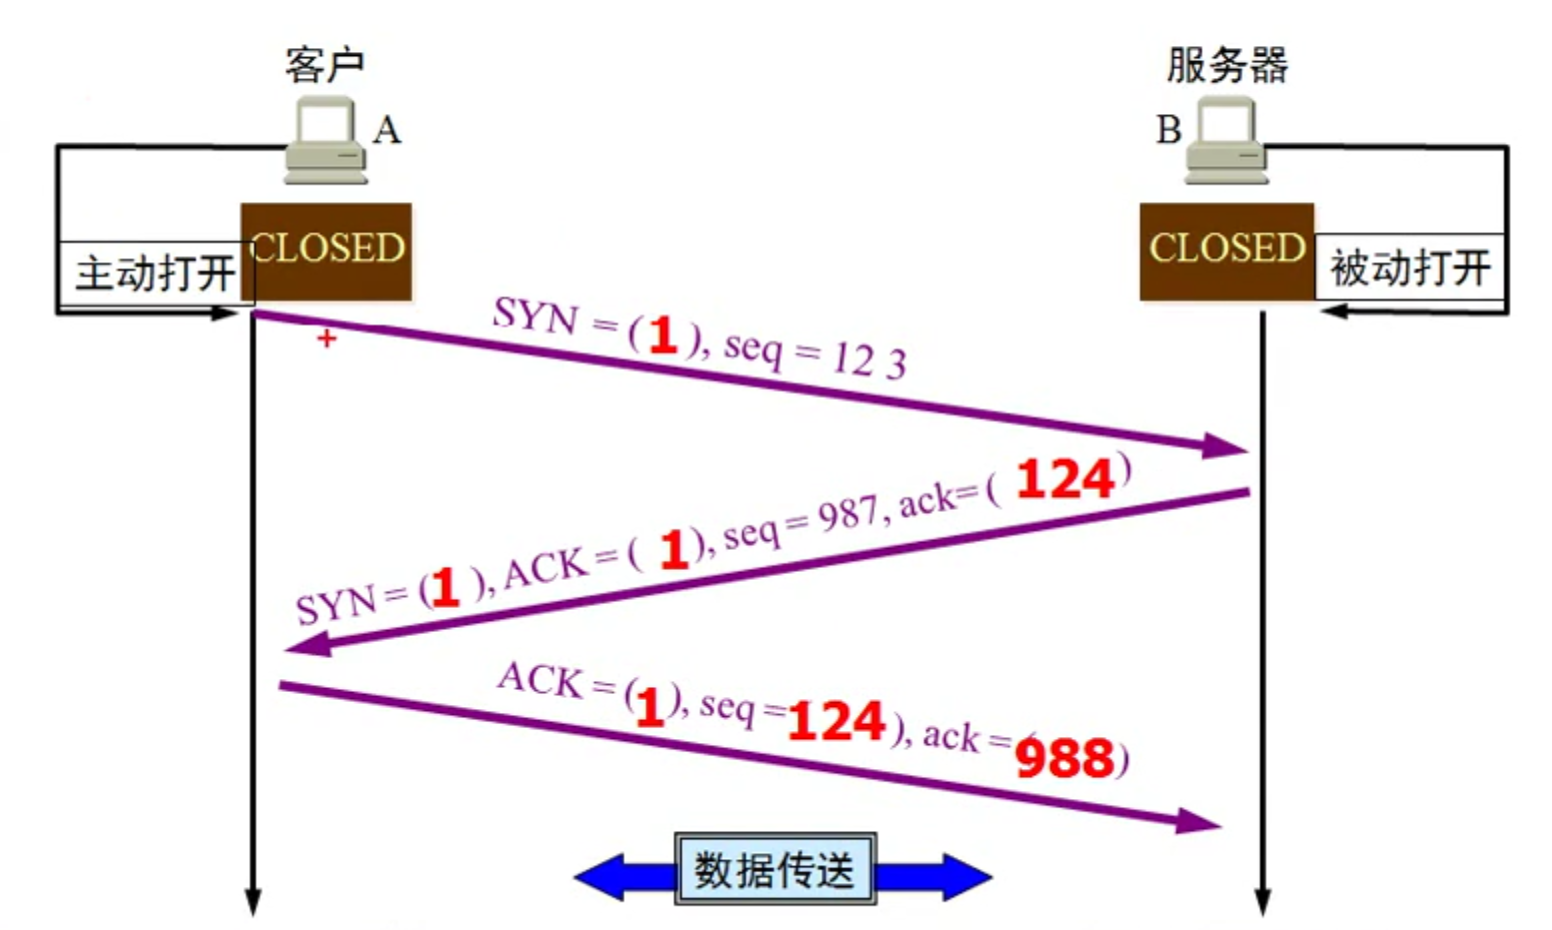 客户
服务器
A
B
CLOSED
CLOSED
主动打开
被动打开
SYN = (1), seq = 12 3
SYN = (1), ACK = ( 1), seq = 987, ack= ( 124)
ACK = (1), seq =124), ack =988)
数据传送